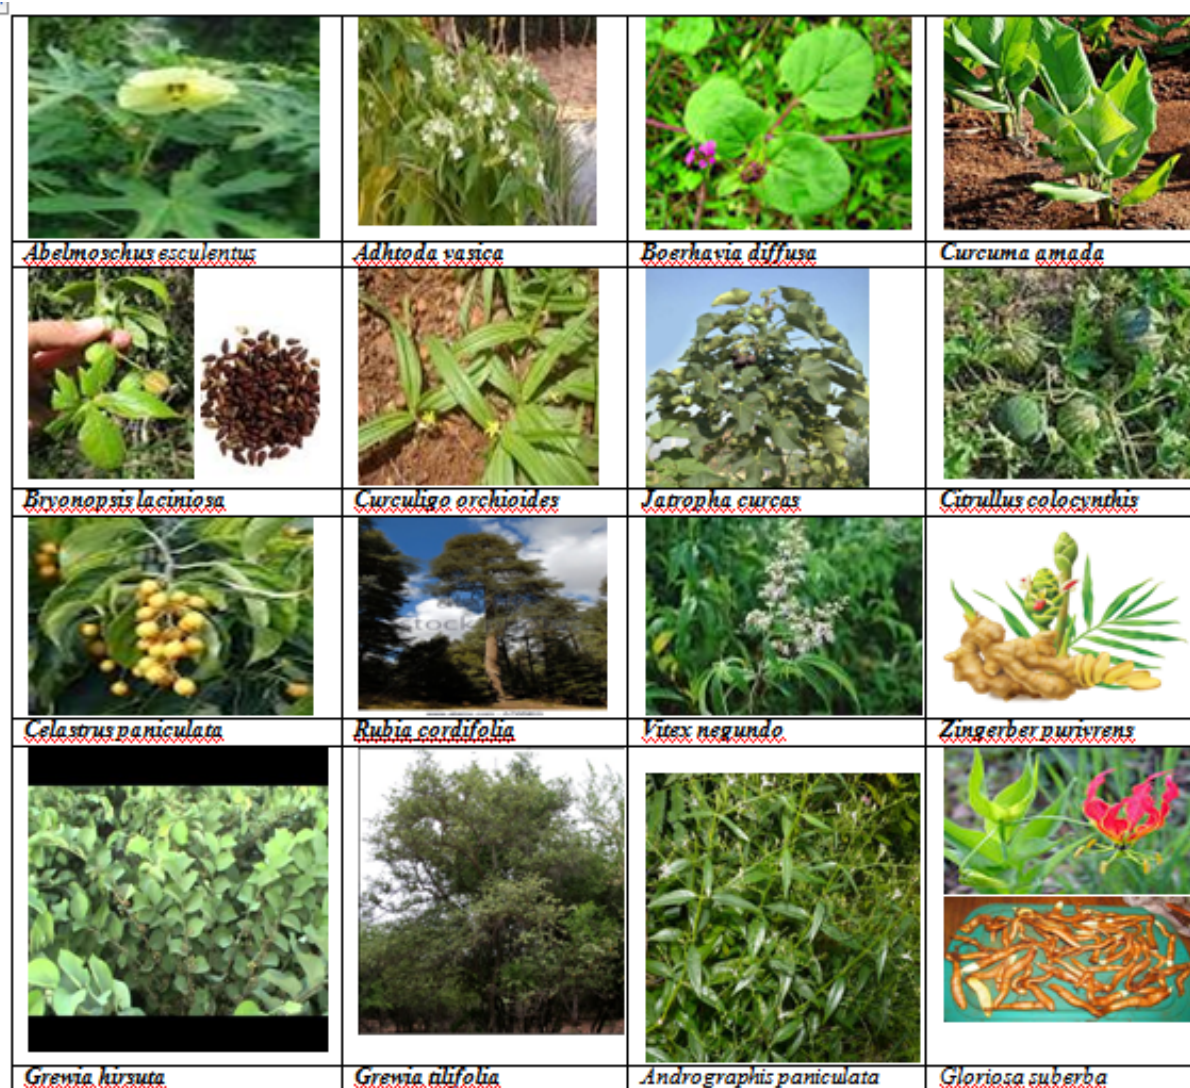 Abelmoschus esculentus
Adhtoda vasica
Boerhavia diffusa
Curcuma amada
Bryonopsis laciniosa
Curculigo orchioides
Jatropha curcas
Citrullus colocynthis
Celastrus paniculata
Rubia cordifolia
Vitex negundo
Zingerber purivrens
Grewia hirsuta
Grewia tilifolia
Andrographis paniculata
Gloriosa suberba